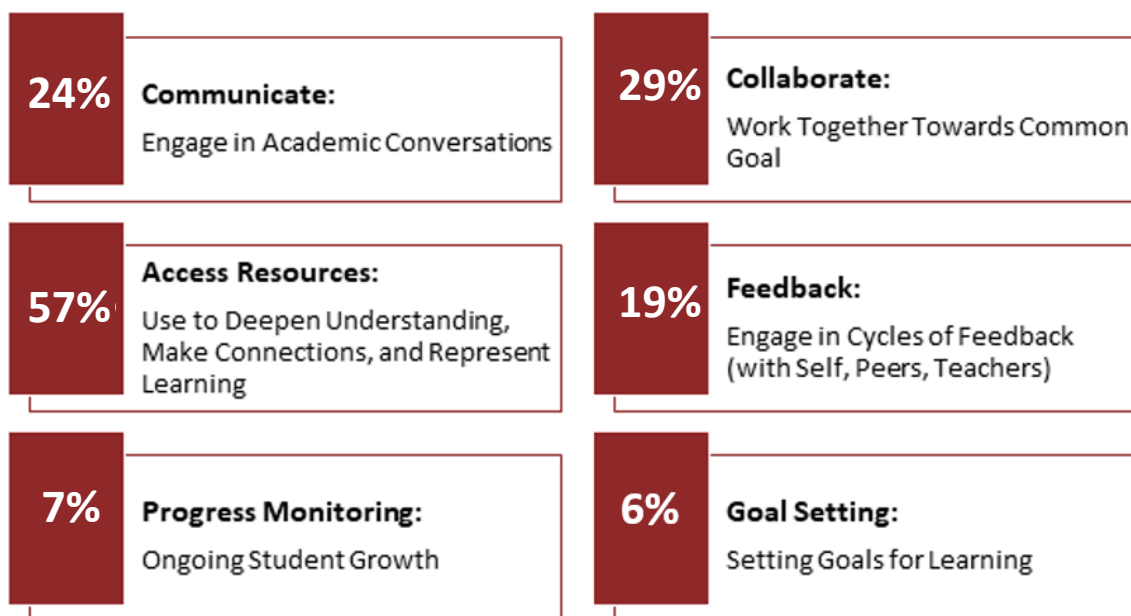 24%
Communicate:
Engage in Academic Conversations
29%
Collaborate:
Work Together Towards Common
Goal
57%
Access Resources:
Use to Deepen Understanding,
Make Connections, and Represent
Learning
19%
Feedback:
Engage in Cycles of Feedback
(with Self, Peers, Teachers)
7%
Progress Monitoring:
Ongoing Student Growth
6%
Goal Setting:
Setting Goals for Learning